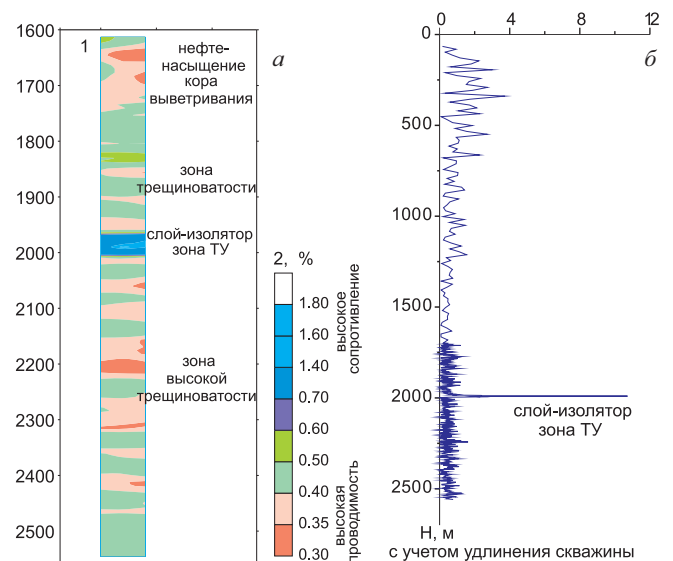 1600
1700
1800
1900
2000
2100
2200
2300
2400
2500
1
а
нефте-
насыщение
кора
выветривания
зона
трещиноватости
слой-изолятор
зона ТУ
зона
высокой
трещиноватости
2, %
1.80
1.60
1.40
0.70
0.60
0.50
0.40
0.35
0.30
высокое
сопротивление
высокая
проводимость
0 4 8 12
б
0
500
1000
1500
2000
2500
слой-изолятор
зона ТУ
Н, м
с учетом удлинения скважины